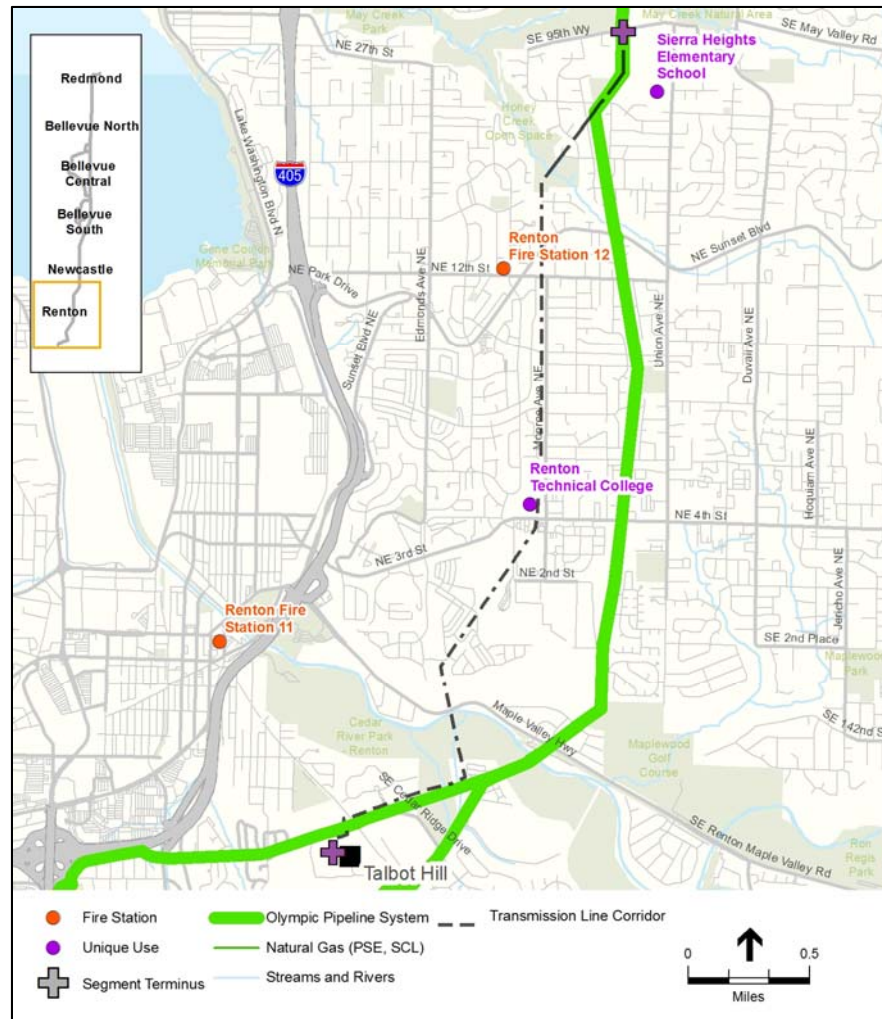 May Creek
Park
May Creek Natural Area
SE May Valley Rd
SE 95th Wy
NE 27th St
Sierra Heights
Elementary
School
Redmond
Bellevue North
Bellevue
Central
Bellevue
South
Newcastle
Renton
Lake Washington Blvd N
405
Honey
Creek
Open Space
Gene Coulon
Memorial Park
NE Park Drive
Renton
Fire Station 12
NE 12th St
NE Sunset Blvd
Edmonds Ave NE
Sunset Blvd NE
Union Ave NE
Duvall Ave NE
Monroe Ave NE
Hoquiam Ave NE
Renton
Technical College
NE 4th St
NE 3rd St
NE 2nd St
Jericho Ave NE
Renton Fire
Station 11
SE 2nd Place
Maplewood
Park
Cedar
River Park
- Renton
Maple Valley Hwy
Maplewood
Golf
Course
SE 142nd S
SE Cedar Ridge Drive
SE Renton Maple Valley Rd
Ron
Regis
Park
Talbot Hill
Fire Station
Olympic Pipeline System
Transmission Line Corridor
Unique Use
Natural Gas (PSE, SCL)
Segment Terminus
Streams and Rivers
0 0.5
Miles